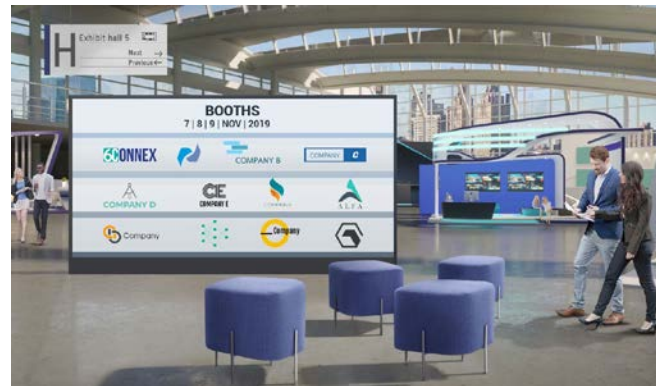 H
Exhibit hall 5
Next →
Previous ←
BOOTHS
7 | 8 | 9 | NOV | 2019
6CONNEX
COMPANY B
COMPANY C
COMPANY D
CE
COMPANY E
ALFA
Company
Company